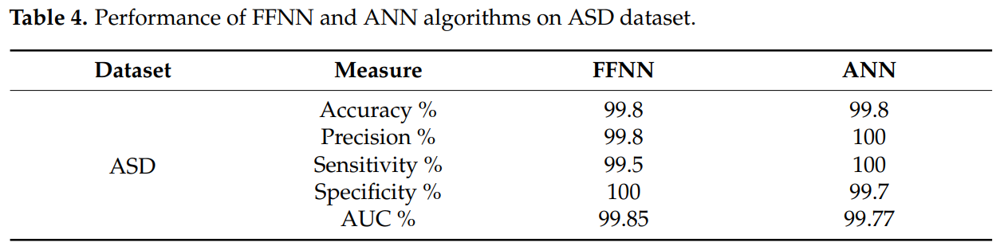 Table 4. Performance of FFNN and ANN algorithms on ASD dataset.
Dataset Measure FFNN ANN
ASD
Accuracy % 99.8 99.8
Precision % 99.8 100
Sensitivity % 99.5 100
Specificity % 100 99.7
AUC % 99.85 99.77